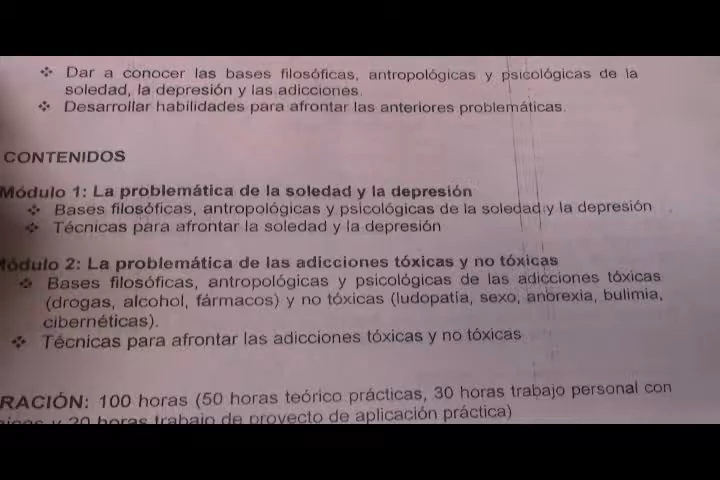 ❖ Dar a conocer las bases filosóficas, antropológicas y psicológicas de la
soledad, la depresión y las adicciones.
❖ Desarrollar habilidades para afrontar las anteriores problemáticas.
CONTENIDOS
Módulo 1: La problemática de la soledad y la depresión
❖ Bases filosóficas, antropológicas y psicológicas de la soledad y la depresión
❖ Técnicas para afrontar la soledad y la depresión
Módulo 2: La problemática de las adicciones tóxicas y no tóxicas
❖ Bases filosóficas, antropológicas y psicológicas de las adicciones tóxicas
(drogas, alcohol, fármacos) y no tóxicas (ludopatía, sexo, anorexia, bulimia,
cibernéticas).
❖ Técnicas para afrontar las adicciones tóxicas y no tóxicas
RACIÓN: 100 horas (50 horas teórico prácticas, 30 horas trabajo personal con
y 20 horas trabajo de proyecto de aplicación práctica)